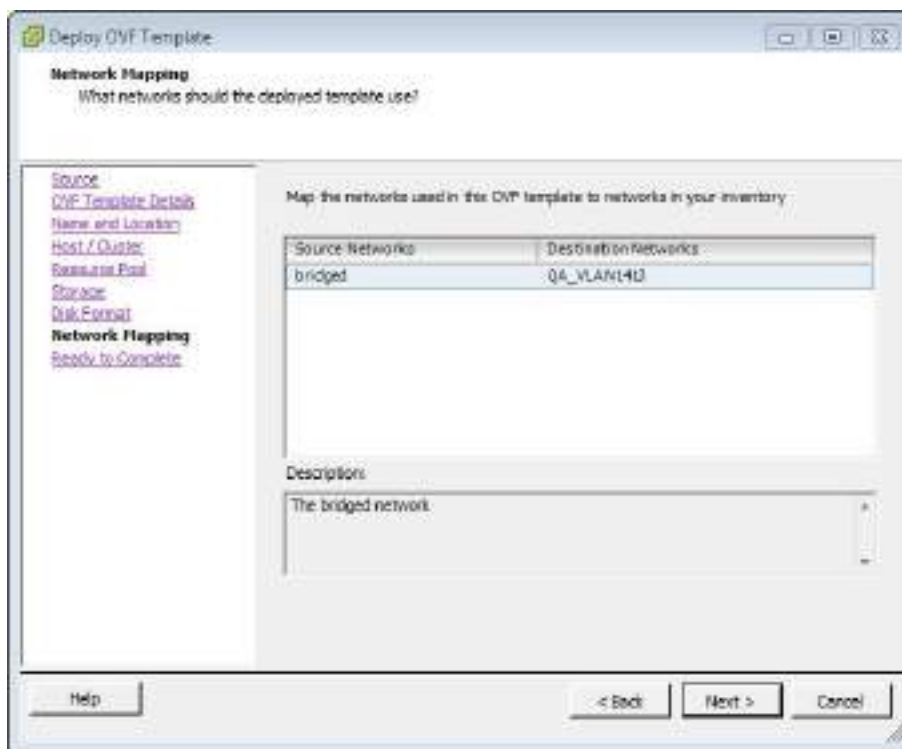 Deploy OVF Template
Network Mapping
What networks should the deployed template use?
Source
OVF Template Details
Name and Location
Host / Cluster
Resource Pool
Storage
Disk Format
Network Mapping
Ready to Complete
Map the networks used in this OVF template to networks in your inventory
Source Networks Destination Networks
bridged
Description:
The bridged network
Help < Back Next > Cancel